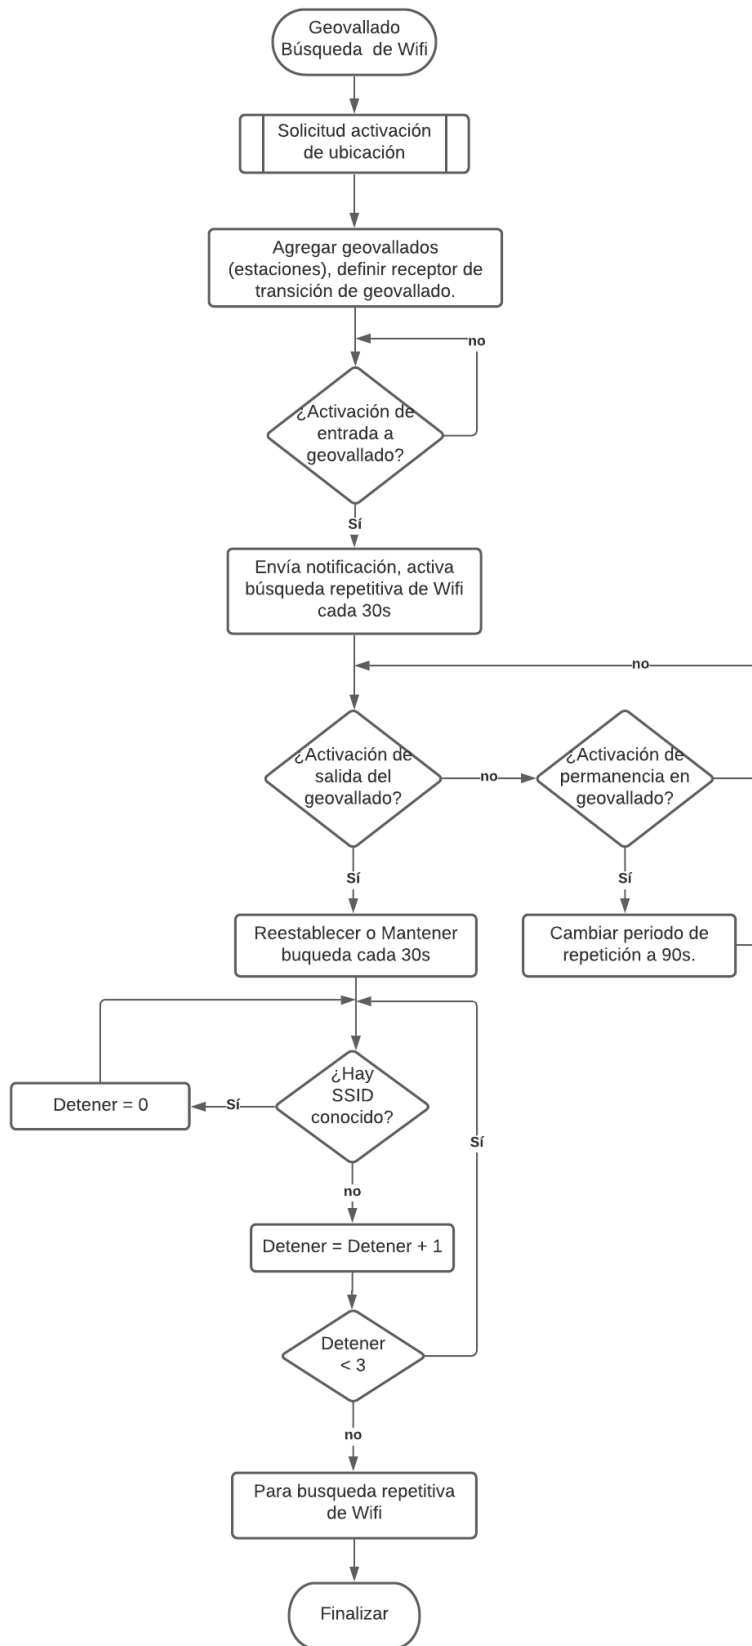 Geovallado
Búsqueda de Wifi
Solicitud activación
de ubicación
Agregar geovallados
(estaciones), definir receptor de
transición de geovallado.
no
¿Activación de
entrada a
geovallado?
Sí
Envía notificación, activa
búsqueda repetitiva de Wifi
cada 30s
no
¿Activación de
salida del
geovallado?
no
¿Activación de
permanencia en
geovallado?
Sí
Sí
Reestablecer o Mantener
buqueda cada 30s
Cambiar periodo de
repetición a 90s.
¿Hay
SSID
conocido?
Sí
Detener = 0
Sí
no
Detener = Detener + 1
Detener
< 3
no
Para busqueda repetitiva
de Wifi
Finalizar